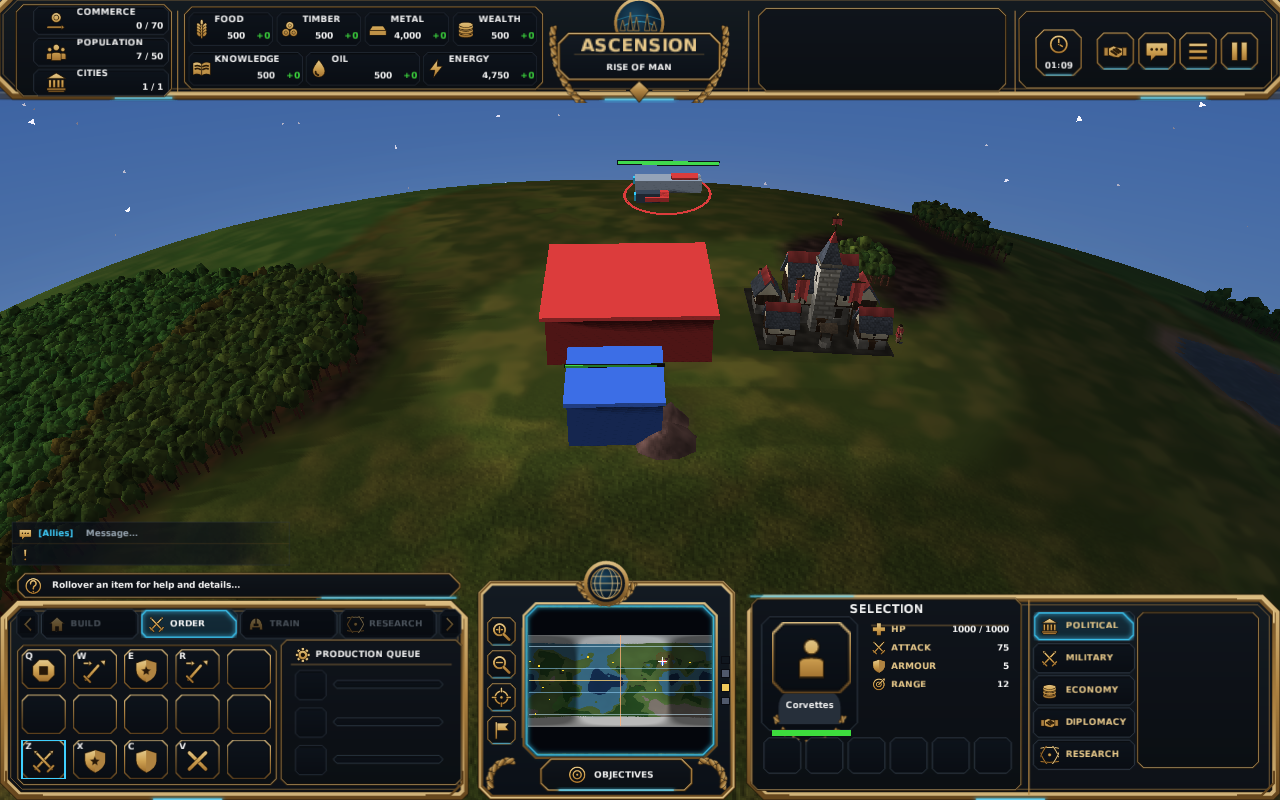 COMMERCE
0 / 70
POPULATION
7 / 50
CITIES
1 / 1
FOOD
500 +0
TIMBER
500 +0
METAL
4,000 +0
WEALTH
500 +0
KNOWLEDGE
500 +0
OIL
500 +0
ENERGY
4,750 +0
ASCENSION
RISE OF MAN
01:09
[Allies] Message...
!
Rollover an item for help and details...
BUILD
ORDER
TRAIN
RESEARCH
Q
W
E
R
Z
X
C
V
PRODUCTION QUEUE
OBJECTIVES
SELECTION
Corvettes
HP 1000 / 1000
ATTACK 75
ARMOUR 5
RANGE 12
POLITICAL
MILITARY
ECONOMY
DIPLOMACY
RESEARCH